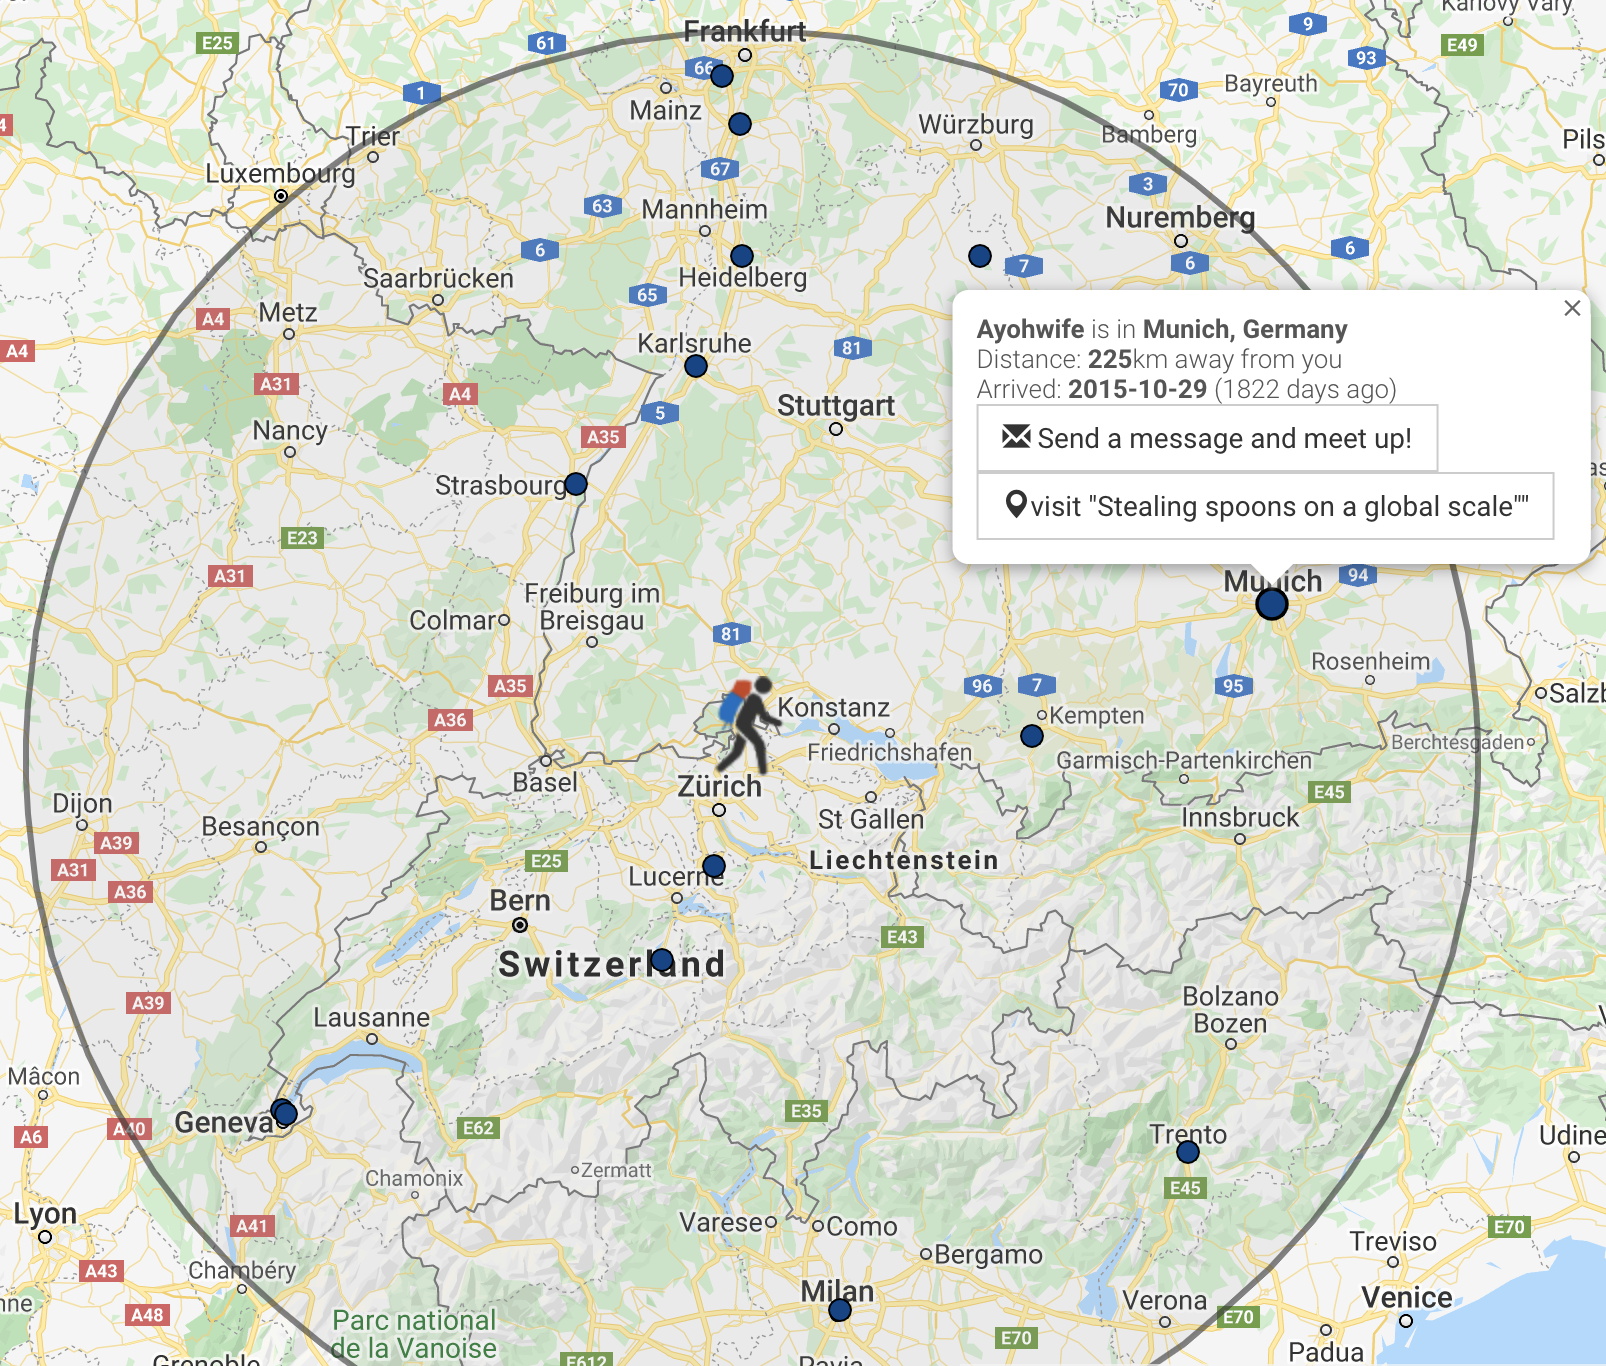 Karlovy Vary
Frankfurt
E25
61
9
E49
93
66
1
70
Bayreuth
Mainz
Würzburg
Bamberg
4
Trier
Pils
Luxembourg
67
3
63
Mannheim
Nuremberg
6
7
6
6
Saarbrücken
Heidelberg
65
Metz
A4
Karlsruhe
A4
81
Ayohwife is in Munich, Germany
Distance: 225km away from you
Arrived: 2015-10-29 (1822 days ago)
Send a message and meet up!
visit "Stealing spoons on a global scale""
A31
A4
5
Stuttgart
Nancy
A35
Strasbourg
as
E23
A31
Munich
94
Freiburg im
Breisgau
Colmar
81
Rosenheim
A35
96
7
95
Salzb
A36
Konstanz
Kempten
Friedrichshafen
Berchtesgaden
Garmisch-Partenkirchen
Basel
Zürich
E45
Dijon
Besançon
St Gallen
Innsbruck
A39
A31
E25
Liechtenstein
A36
Lucerne
Bern
E43
Switzerland
A39
Bolzano
Bozen
Lausanne
V
Mâcon
E35
A6
A40
Geneva
E62
Trento
Udine
Zermatt
Chamonix
E45
Lyon
A41
Varese
Como
E70
Treviso
Bergamo
A43
Chambéry
Milan
Venice
nne
A48
Verona
E70
Parc national
de la Vanoise
E70
Padua
Grenoble
E612
Pavia